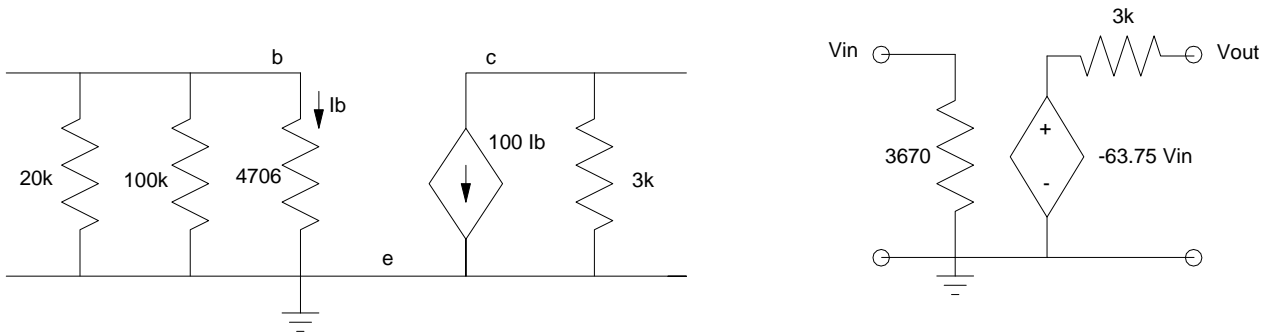 b
c
Ib
20k
100k
4706
100 Ib
3k
e
Vin
3k
Vout
3670
+
-
-63.75 Vin